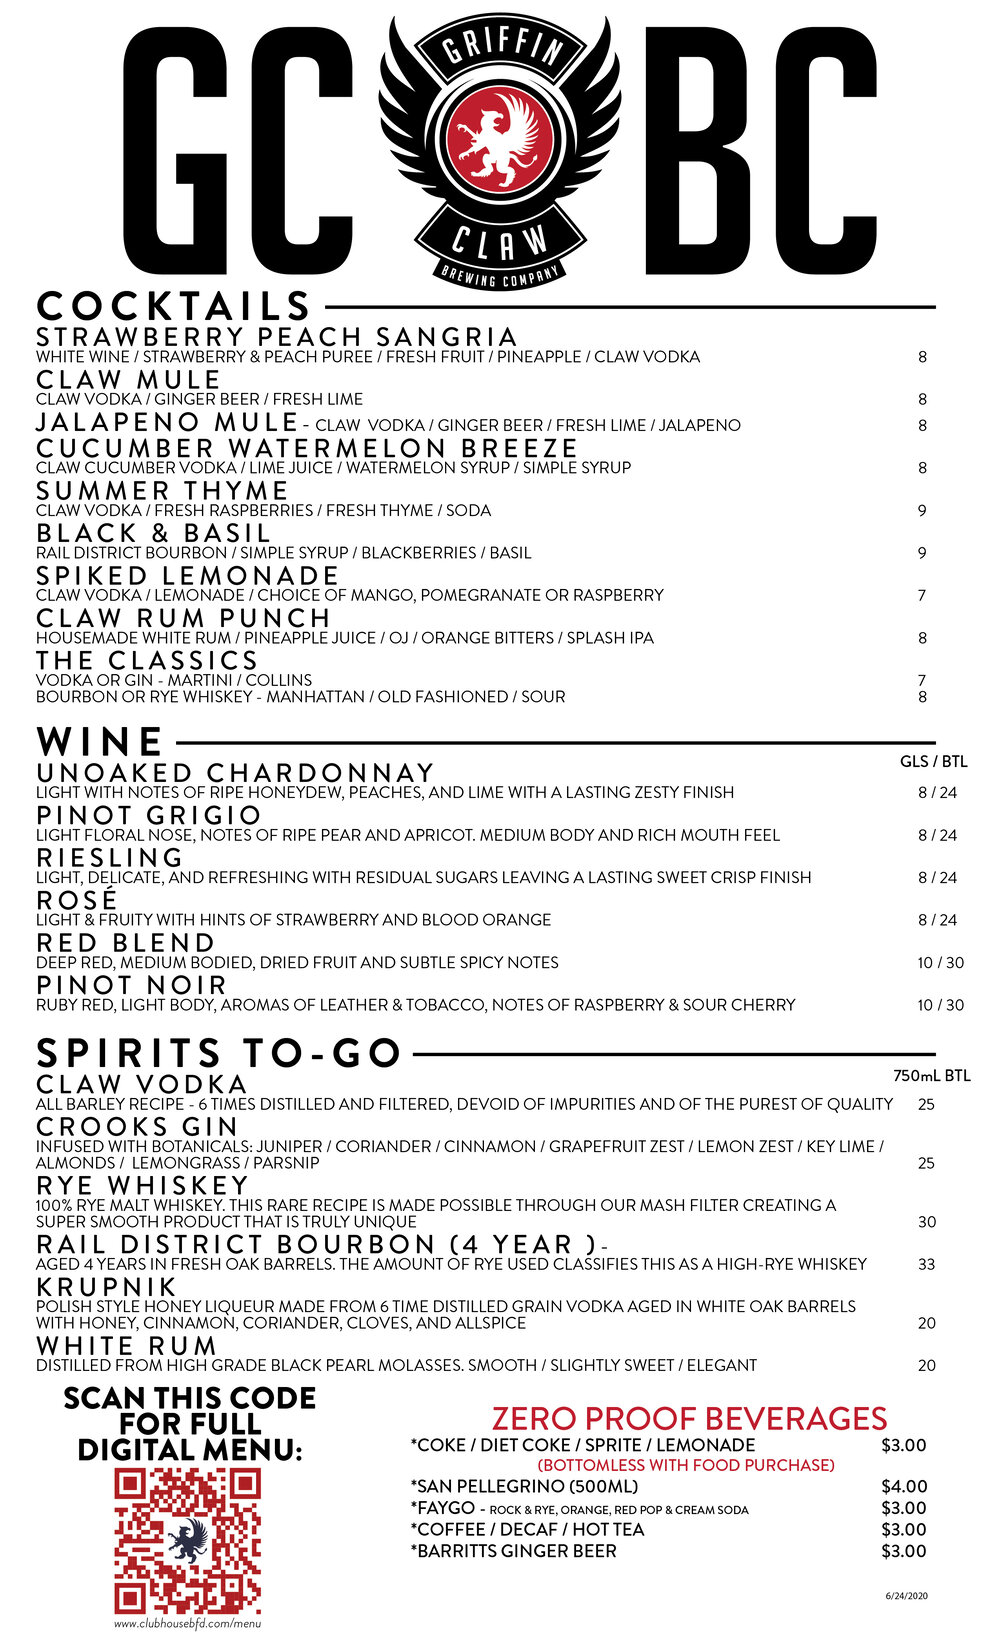 GC BC
GRIFFIN
CLAW
BREWING COMPANY
COCKTAILS
STRAWBERRY PEACH SANGRIA
WHITE WINE / STRAWBERRY & PEACH PUREE / FRESH FRUIT / PINEAPPLE / CLAW VODKA 8
CLAW MULE
CLAW VODKA / GINGER BEER / FRESH LIME 8
JALAPENO MULE - CLAW VODKA / GINGER BEER / FRESH LIME / JALAPENO 8
CUCUMBER WATERMELON BREEZE
CLAW CUCUMBER VODKA / LIME JUICE / WATERMELON SYRUP / SIMPLE SYRUP 8
SUMMER THYME
CLAW VODKA / FRESH RASPBERRIES / FRESH THYME / SODA 9
BLACK & BASIL
RAIL DISTRICT BOURBON / SIMPLE SYRUP / BLACKBERRIES / BASIL 9
SPIKED LEMONADE
CLAW VODKA / LEMONADE / CHOICE OF MANGO, POMEGRANATE OR RASPBERRY 7
CLAW RUM PUNCH
HOUSEMADE WHITE RUM / PINEAPPLE JUICE / OJ / ORANGE BITTERS / SPLASH IPA 8
THE CLASSICS
VODKA OR GIN - MARTINI / COLLINS 7
BOURBON OR RYE WHISKEY - MANHATTAN / OLD FASHIONED / SOUR 8
WINE
GLS / BTL
UNOAKED CHARDONNAY
LIGHT WITH NOTES OF RIPE HONEYDEW, PEACHES, AND LIME WITH A LASTING ZESTY FINISH 8 / 24
PINOT GRIGIO
LIGHT FLORAL NOSE, NOTES OF RIPE PEAR AND APRICOT. MEDIUM BODY AND RICH MOUTH FEEL 8 / 24
RIESLING
LIGHT, DELICATE, AND REFRESHING WITH RESIDUAL SUGARS LEAVING A LASTING SWEET CRISP FINISH 8 / 24
ROSÉ
LIGHT & FRUITY WITH HINTS OF STRAWBERRY AND BLOOD ORANGE 8 / 24
RED BLEND
DEEP RED, MEDIUM BODIED, DRIED FRUIT AND SUBTLE SPICY NOTES 10 / 30
PINOT NOIR
RUBY RED, LIGHT BODY, AROMAS OF LEATHER & TOBACCO, NOTES OF RASPBERRY & SOUR CHERRY 10 / 30
SPIRITS TO-GO
750mL BTL
CLAW VODKA
ALL BARLEY RECIPE - 6 TIMES DISTILLED AND FILTERED, DEVOID OF IMPURITIES AND OF THE PUREST OF QUALITY 25
CROOKS GIN
INFUSED WITH BOTANICALS: JUNIPER / CORIANDER / CINNAMON / GRAPEFRUIT ZEST / LEMON ZEST / KEY LIME /
ALMONDS / LEMONGRASS / PARSNIP 25
RYE WHISKEY
100% RYE MALT WHISKEY. THIS RARE RECIPE IS MADE POSSIBLE THROUGH OUR MASH FILTER CREATING A
SUPER SMOOTH PRODUCT THAT IS TRULY UNIQUE 30
RAIL DISTRICT BOURBON (4 YEAR ) -
AGED 4 YEARS IN FRESH OAK BARRELS. THE AMOUNT OF RYE USED CLASSIFIES THIS AS A HIGH-RYE WHISKEY 33
KRUPNIK
POLISH STYLE HONEY LIQUEUR MADE FROM 6 TIME DISTILLED GRAIN VODKA AGED IN WHITE OAK BARRELS
WITH HONEY, CINNAMON, CORIANDER, CLOVES, AND ALLSPICE 20
WHITE RUM
DISTILLED FROM HIGH GRADE BLACK PEARL MOLASSES. SMOOTH / SLIGHTLY SWEET / ELEGANT 20
SCAN THIS CODE
FOR FULL
DIGITAL MENU:
www.clubhousebfd.com/menu
ZERO PROOF BEVERAGES
*COKE / DIET COKE / SPRITE / LEMONADE $3.00
(BOTTOMLESS WITH FOOD PURCHASE)
*SAN PELLEGRINO (500ML) $4.00
*FAYGO - ROCK & RYE, ORANGE, RED POP & CREAM SODA $3.00
*COFFEE / DECAF / HOT TEA $3.00
*BARRITTS GINGER BEER $3.00
6/24/2020